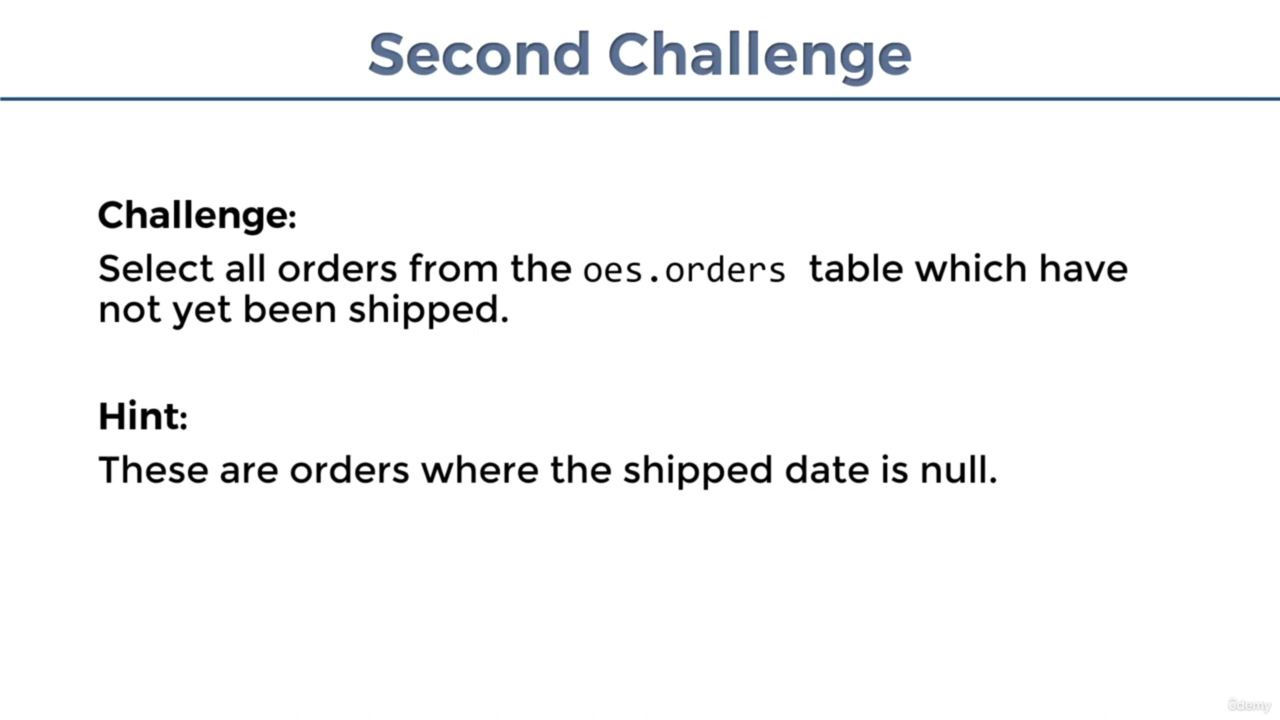 Second Challenge
Challenge:
Select all orders from the oes.orders table which have
not yet been shipped.
Hint:
These are orders where the shipped date is null.
ûdemy